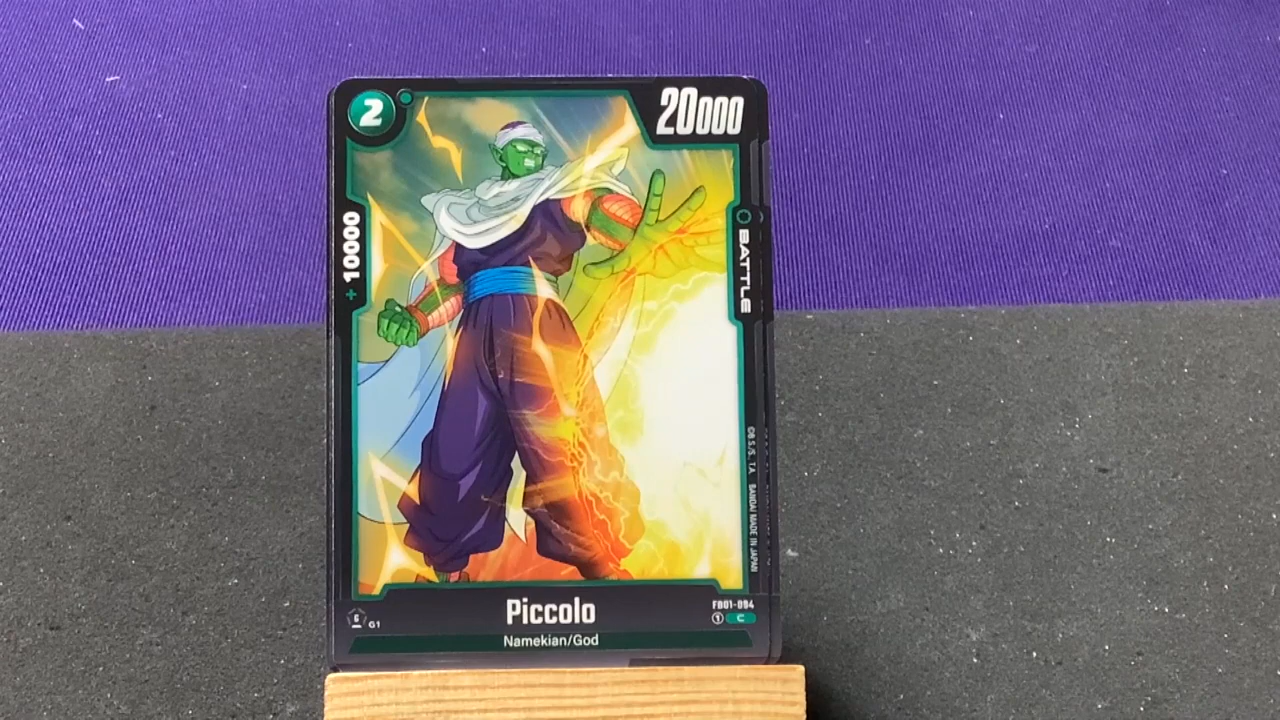 2
20000
+ 10000
BATTLE
©B.S./S. T.A. BANDAI MADE IN JAPAN
Piccolo
FB01-094
G1
1 C
Namekian/God